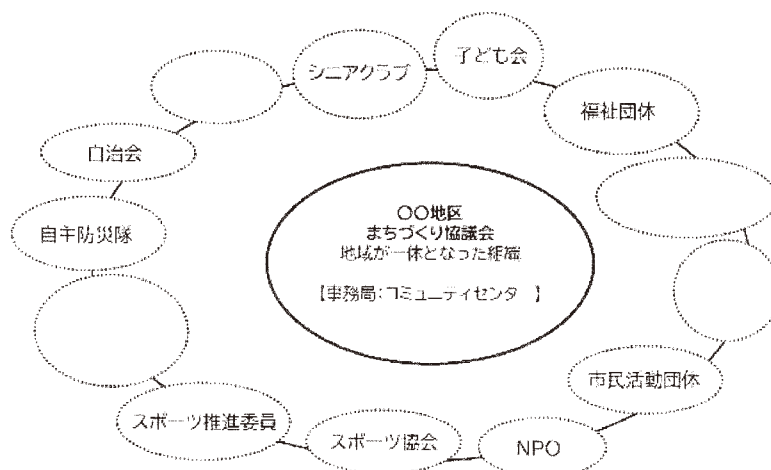 シニアクラブ
子ども会
福祉団体
自治会
自主防災隊
〇〇地区
まちづくり協議会
地域が一体となった組織
【事務局:コミュニティセンター】
市民活動団体
スポーツ推進委員
スポーツ協会
NPO